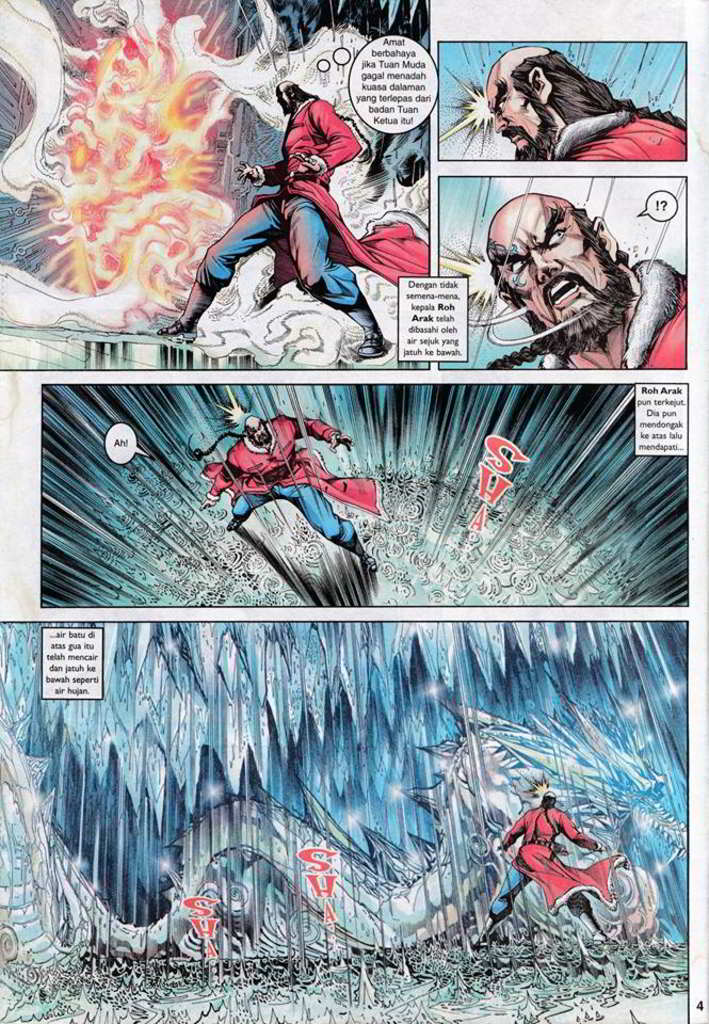 Amat
berbahaya
jika Tuan Muda
gagal menadah
kuasa dalaman
yang terlepas dari
badan Tuan
Ketua itu!
!?
Dengan tidak
semena-mena,
kepala Roh
Arak telah
dibasahi oleh
air sejuk yang
jatuh ke bawah.
Ah!
Roh Arak
pun terkejut.
Dia pun
mendongak
ke atas lalu
mendapati...
SHA
...air batu di
atas gua itu
telah mencair
dan jatuh ke
bawah seperti
air hujan.
SHA
SHA
4